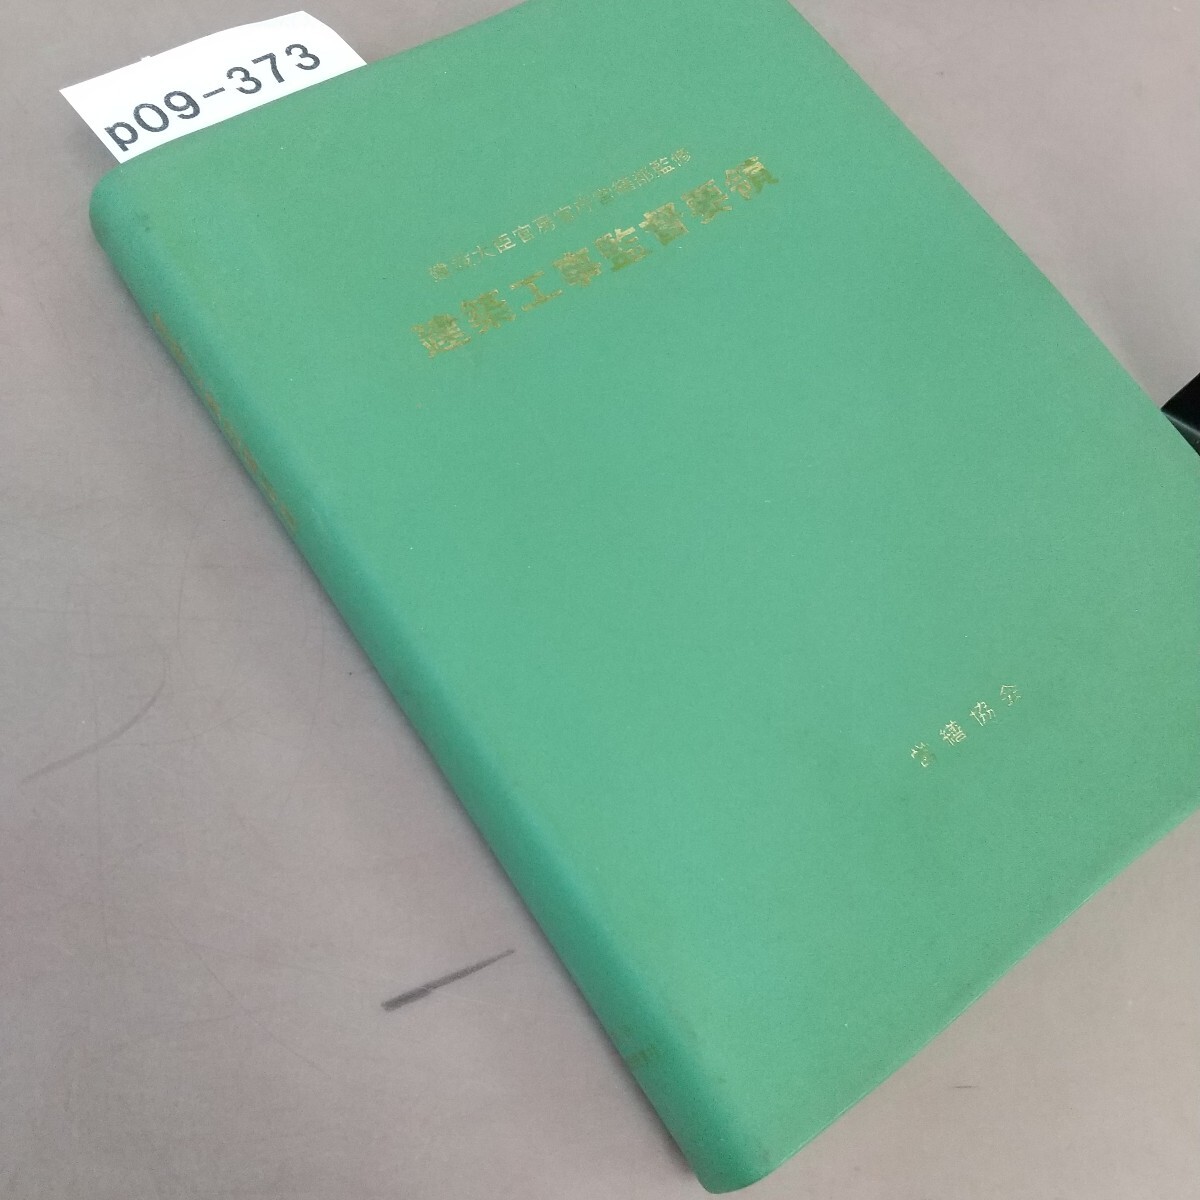 p09-373
建設大臣官房官庁営繕部監修
建築工事監督要領
営繕協会